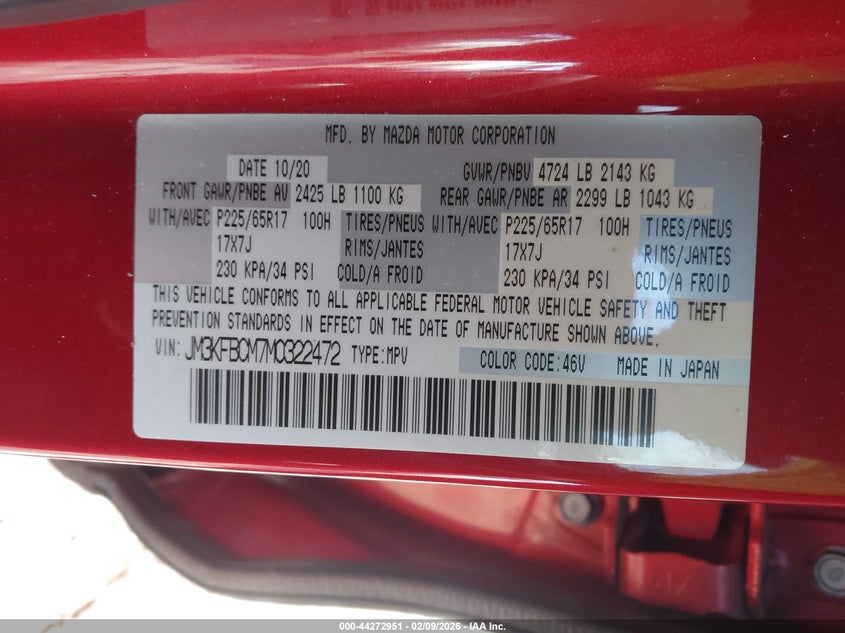 MFD. BY MAZDA MOTOR CORPORATION
DATE 10/20 GVWR/PNBV 4724 LB 2143 KG
FRONT GAWR/PNBE AV 2425 LB 1100 KG REAR GAWR/PNBE AR 2299 LB 1043 KG
WITH/AVEC P225/65R17 100H TIRES/PNEUS WITH/AVEC P225/65R17 100H TIRES/PNEUS
17X7J RIMS/JANTES 17X7J RIMS/JANTES
230 KPA/34 PSI COLD/A FROID 230 KPA/34 PSI COLD/A FROID
THIS VEHICLE CONFORMS TO ALL APPLICABLE FEDERAL MOTOR VEHICLE SAFETY AND THEFT
PREVENTION STANDARDS IN EFFECT ON THE DATE OF MANUFACTURE SHOWN ABOVE.
VIN: JM3KFBCM7M0322472 TYPE:MPV COLOR CODE:46V MADE IN JAPAN
000-44272951 - 02/09/2026 - IAA, Inc.